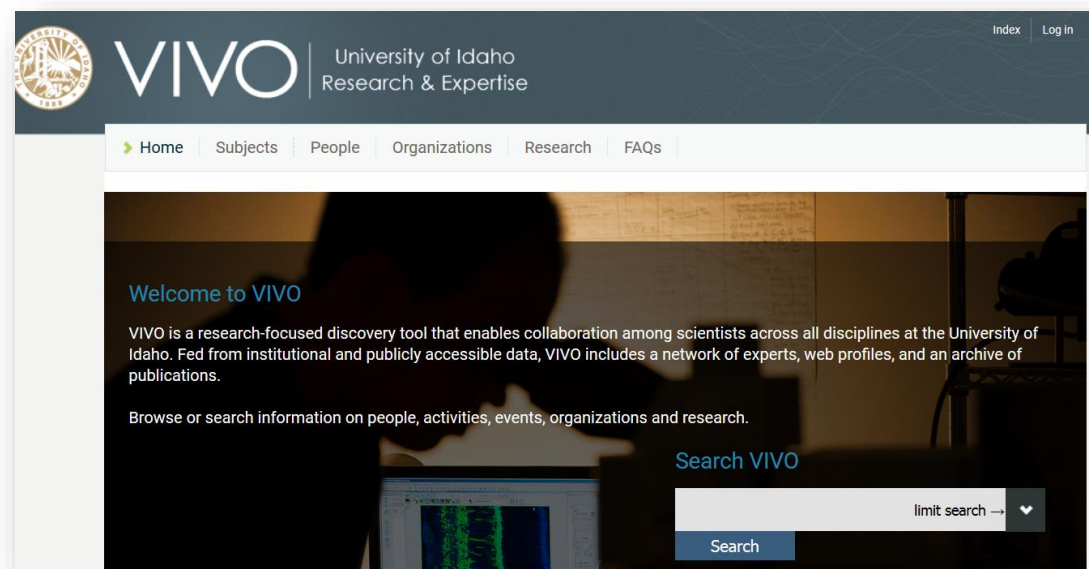 Index Log in
VIVO
University of Idaho
Research & Expertise
1889
Home Subjects People Organizations Research FAQs
Welcome to VIVO
VIVO is a research-focused discovery tool that enables collaboration among scientists across all disciplines at the University of
Idaho. Fed from institutional and publicly accessible data, VIVO includes a network of experts, web profiles, and an archive of
publications.
Browse or search information on people, activities, events, organizations and research.
Search VIVO
limit search →
Search